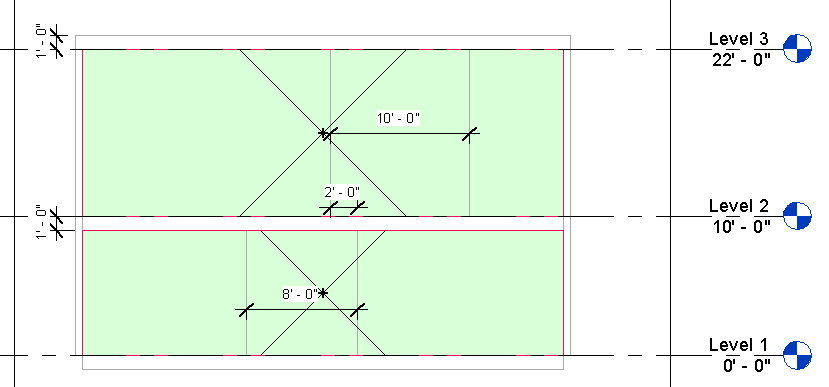 1' - 0"
Level 3
22' - 0"
10' - 0"
2' - 0"
1' - 0"
Level 2
10' - 0"
8' - 0"
Level 1
0' - 0"